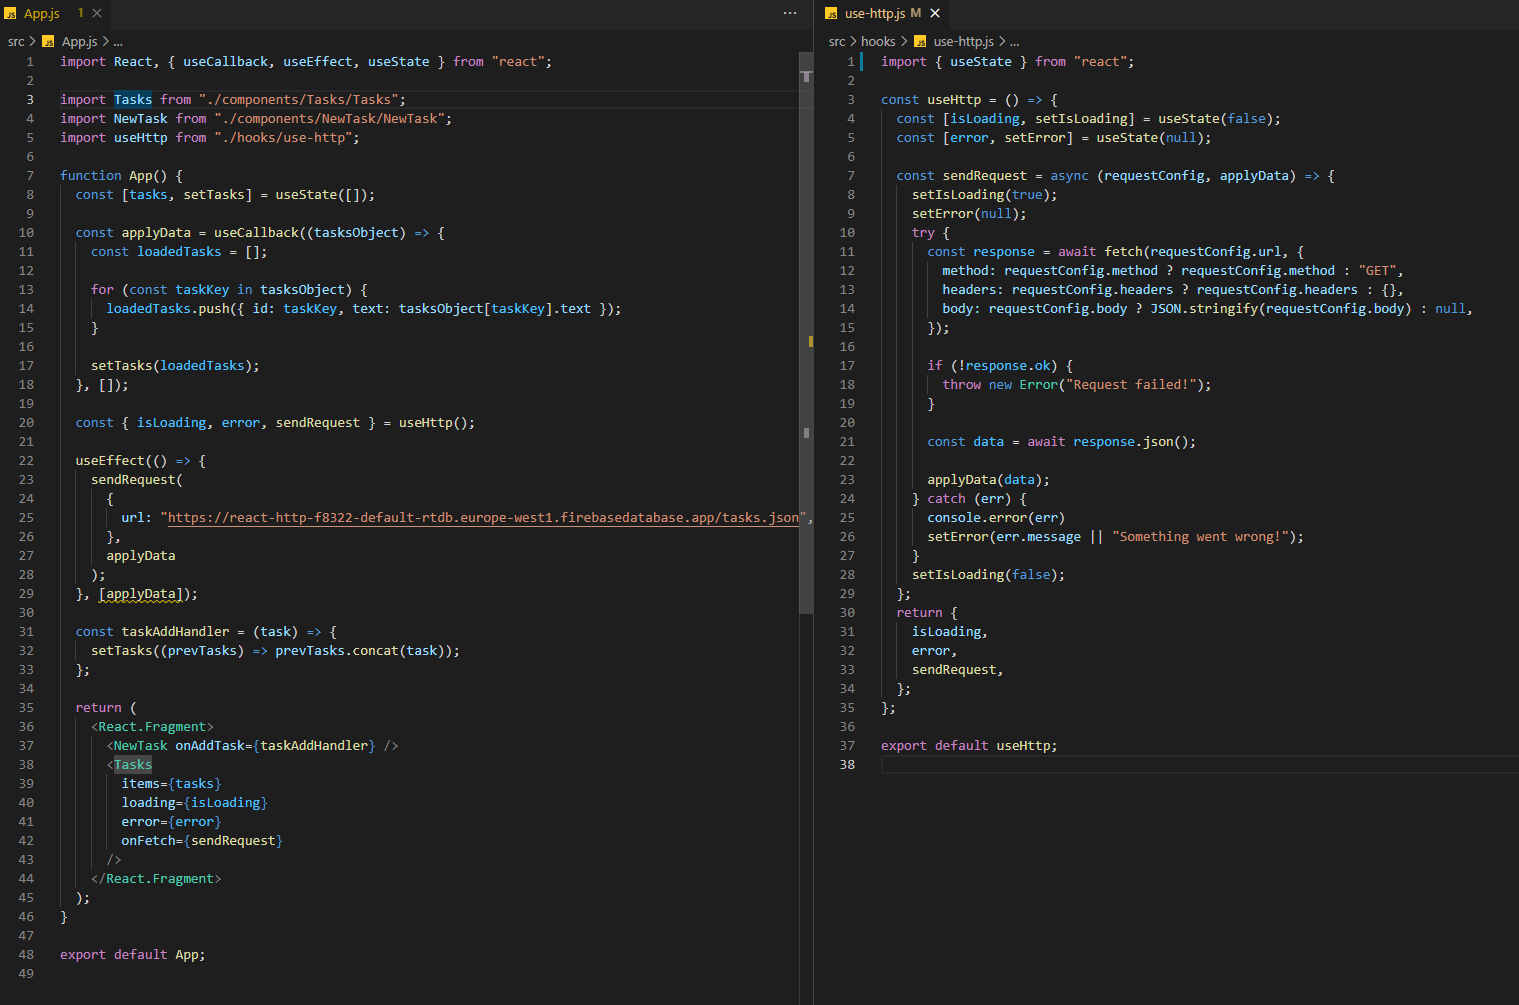 App.js 1
src > App.js > ...
1 import React, { useCallback, useEffect, useState } from "react";
2
3 import Tasks from "./components/Tasks/Tasks";
4 import NewTask from "./components/NewTask/NewTask";
5 import useHttp from "./hooks/use-http";
6
7 function App() {
8 const [tasks, setTasks] = useState([]);
9
10 const applyData = useCallback((tasksObject) => {
11 const loadedTasks = [];
12
13 for (const taskKey in tasksObject) {
14 loadedTasks.push({ id: taskKey, text: tasksObject[taskKey].text });
15 }
16
17 setTasks(loadedTasks);
18 }, []);
19
20 const { isLoading, error, sendRequest } = useHttp();
21
22 useEffect(() => {
23 sendRequest(
24 {
25 url: "https://react-http-f8322-default-rtdb.europe-west1.firebasedatabase.app/tasks.json",
26 },
27 applyData
28 );
29 }, [applyData]);
30
31 const taskAddHandler = (task) => {
32 setTasks((prevTasks) => prevTasks.concat(task));
33 };
34
35 return (
36 <React.Fragment>
37 <NewTask onAddTask={taskAddHandler} />
38 <Tasks
39 items={tasks}
40 loading={isLoading}
41 error={error}
42 onFetch={sendRequest}
43 />
44 </React.Fragment>
45 );
46 }
47
48 export default App;
49
use-http.js M
src > hooks > use-http.js > ...
1 import { useState } from "react";
2
3 const useHttp = () => {
4 const [isLoading, setIsLoading] = useState(false);
5 const [error, setError] = useState(null);
6
7 const sendRequest = async (requestConfig, applyData) => {
8 setIsLoading(true);
9 setError(null);
10 try {
11 const response = await fetch(requestConfig.url, {
12 method: requestConfig.method ? requestConfig.method : "GET",
13 headers: requestConfig.headers ? requestConfig.headers : {},
14 body: requestConfig.body ? JSON.stringify(requestConfig.body) : null,
15 });
16
17 if (!response.ok) {
18 throw new Error("Request failed!");
19 }
20
21 const data = await response.json();
22
23 applyData(data);
24 } catch (err) {
25 console.error(err)
26 setError(err.message || "Something went wrong!");
27 }
28 setIsLoading(false);
29 };
30 return {
31 isLoading,
32 error,
33 sendRequest,
34 };
35 };
36
37 export default useHttp;
38